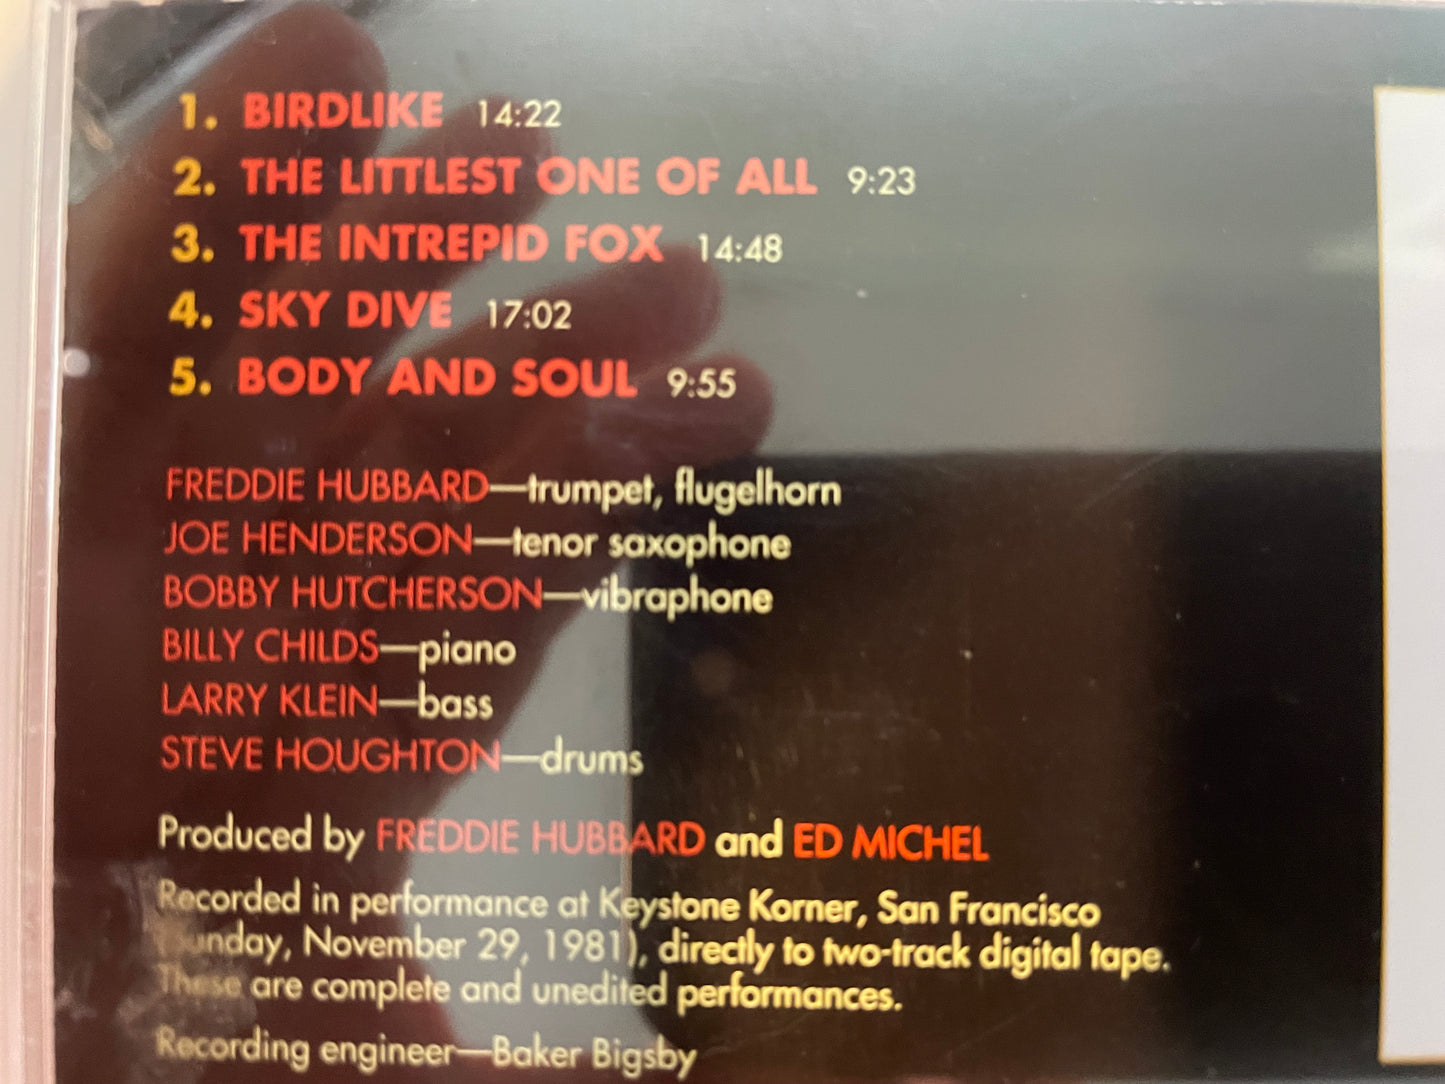 1. BIRDLIKE 14:22
2. THE LITTLEST ONE OF ALL 9:23
3. THE INTREPID FOX 14:48
4. SKY DIVE 17:02
5. BODY AND SOUL 9:55
FREDDIE HUBBARD—trumpet, flugelhorn
JOE HENDERSON—tenor saxophone
BOBBY HUTCHERSON—vibraphone
BILLY CHILDS—piano
LARRY KLEIN—bass
STEVE HOUGHTON—drums
Produced by FREDDIE HUBBARD and ED MICHEL
Recorded in performance at Keystone Korner, San Francisco
(Sunday, November 29, 1981), directly to two-track digital tape.
These are complete and unedited performances.
Recording engineer—Baker Bigsby